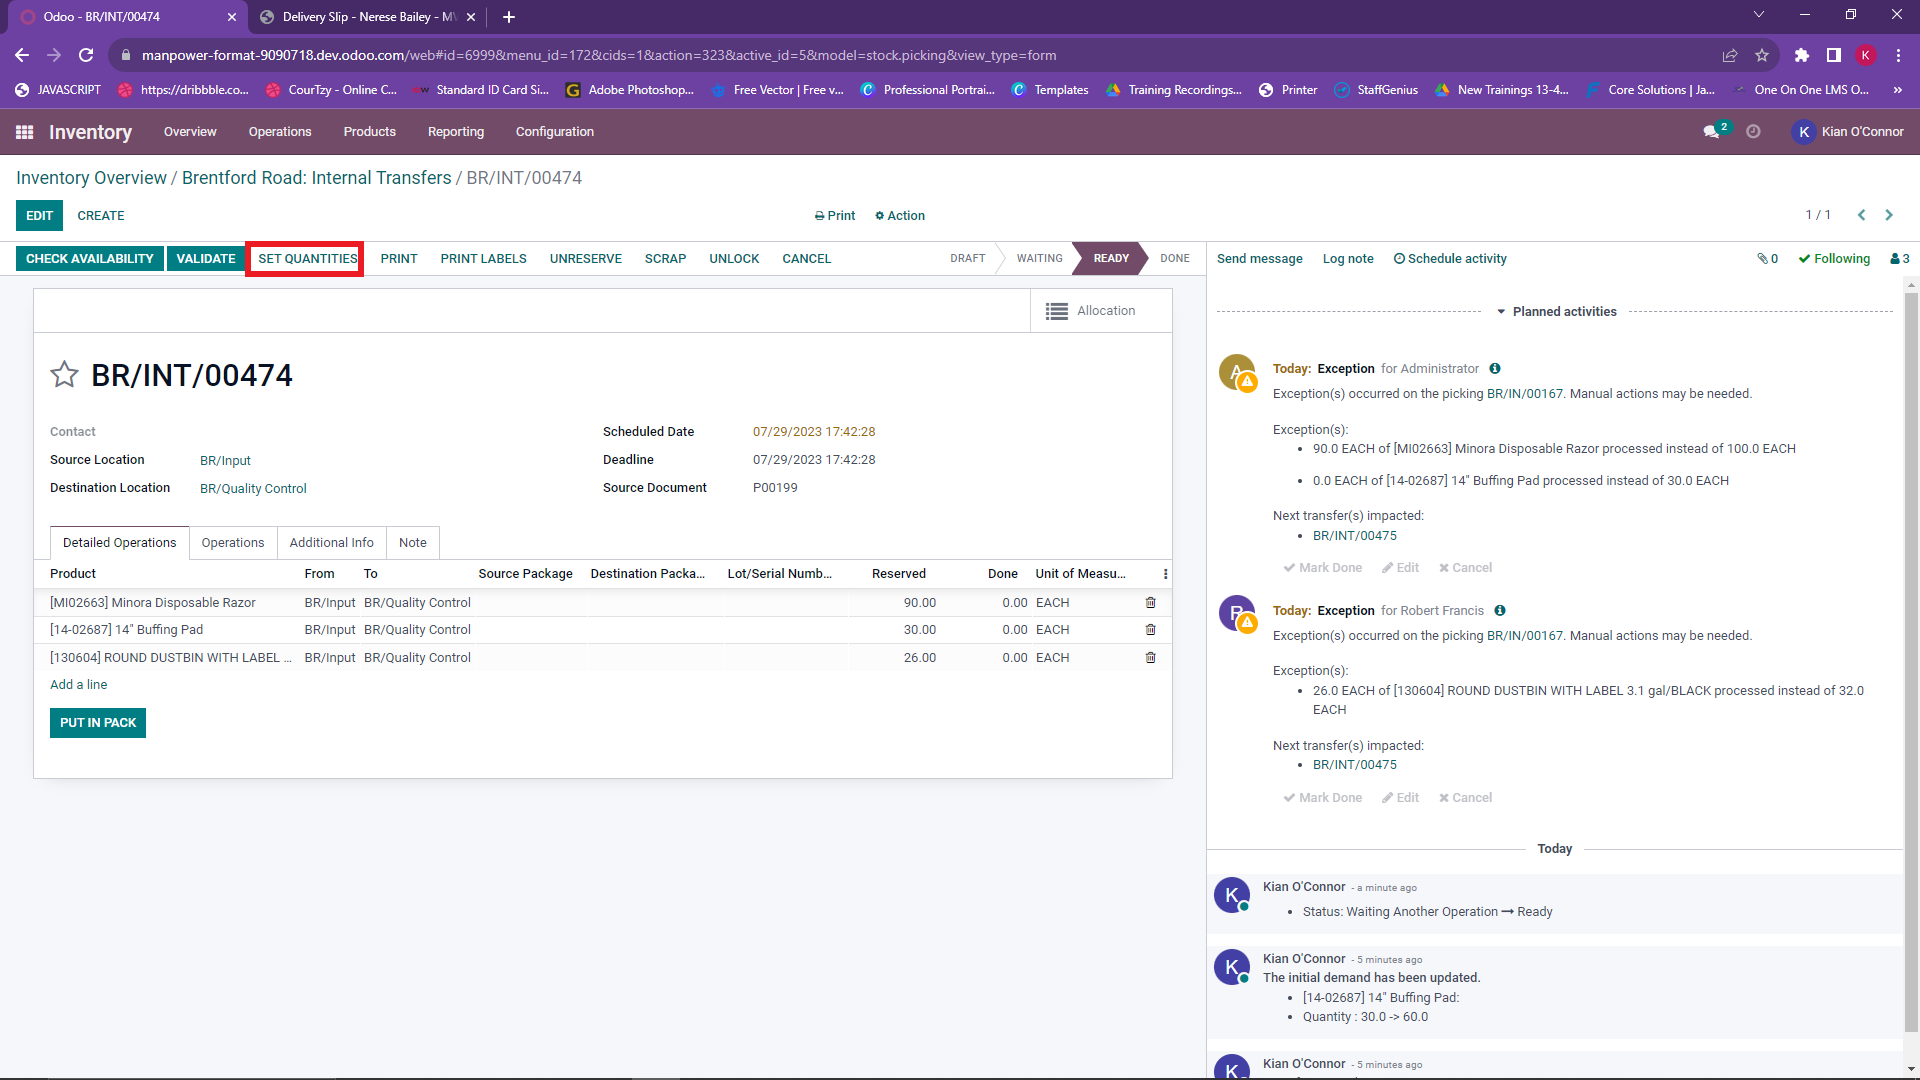 Odoo - BR/INT/00474
Delivery Slip - Nerese Bailey - M
manpower-format-9090718.dev.odoo.com/web#id=6999&menu_id=172&cids=1&action=323&active_id=5&model=stock.picking&view_type=form
K
JAVASCRIPT https://dribbble.co... CourTzy - Online C... Standard ID Card Si... Adobe Photoshop... Free Vector | Free v... Professional Portrai... Templates Training Recordings... Printer StaffGenius New Trainings 13-4... Core Solutions | Ja... One On One LMS O... »
Inventory Overview Operations Products Reporting Configuration 2 K Kian O'Connor
Inventory Overview / Brentford Road: Internal Transfers / BR/INT/00474
EDIT CREATE Print Action 1 / 1
CHECK AVAILABILITY VALIDATE SET QUANTITIES PRINT PRINT LABELS UNRESERVE SCRAP UNLOCK CANCEL DRAFT WAITING READY DONE
Allocation
BR/INT/00474
Contact
Source Location BR/Input
Destination Location BR/Quality Control
Scheduled Date 07/29/2023 17:42:28
Deadline 07/29/2023 17:42:28
Source Document P00199
Detailed Operations Operations Additional Info Note
Product From To Source Package Destination Packa... Lot/Serial Numb... Reserved Done Unit of Measu...
[MI02663] Minora Disposable Razor BR/Input BR/Quality Control 90.00 0.00 EACH
[14-02687] 14" Buffing Pad BR/Input BR/Quality Control 30.00 0.00 EACH
[130604] ROUND DUSTBIN WITH LABEL ... BR/Input BR/Quality Control 26.00 0.00 EACH
Add a line
PUT IN PACK
Send message Log note Schedule activity 0 Following 3
Planned activities
A
Today: Exception for Administrator
Exception(s) occurred on the picking BR/IN/00167. Manual actions may be needed.
Exception(s):
• 90.0 EACH of [MI02663] Minora Disposable Razor processed instead of 100.0 EACH
• 0.0 EACH of [14-02687] 14" Buffing Pad processed instead of 30.0 EACH
Next transfer(s) impacted:
• BR/INT/00475
Mark Done Edit Cancel
Today: Exception for Robert Francis
Exception(s) occurred on the picking BR/IN/00167. Manual actions may be needed.
Exception(s):
• 26.0 EACH of [130604] ROUND DUSTBIN WITH LABEL 3.1 gal/BLACK processed instead of 32.0
EACH
Next transfer(s) impacted:
• BR/INT/00475
Mark Done Edit Cancel
Today
K
Kian O'Connor - a minute ago
• Status: Waiting Another Operation → Ready
K
Kian O'Connor - 5 minutes ago
The initial demand has been updated.
• [14-02687] 14" Buffing Pad:
• Quantity : 30.0 -> 60.0
K
Kian O'Connor - 5 minutes ago